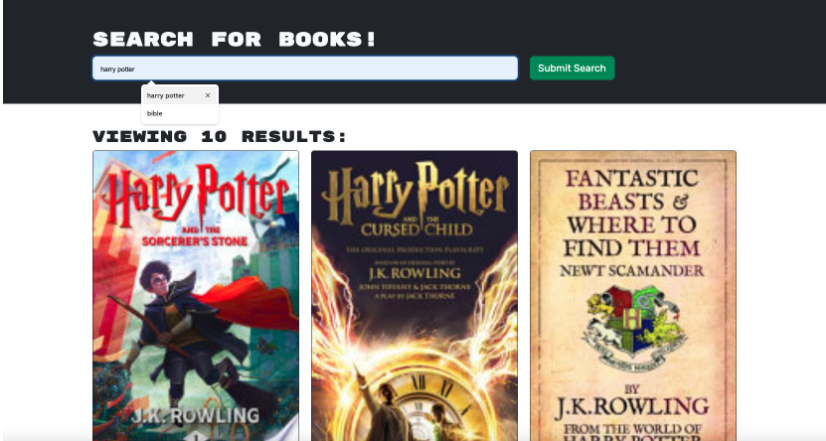 SEARCH FOR BOOKS!
harry potter
Submit Search
harry potter ×
bible
VIEWING 10 RESULTS:
Harry Potter
AND THE
SORCERER'S STONE
J.K. ROWLING
1
Harry Potter
AND THE
CURSED CHILD
THE ORIGINAL PRODUCTION PLAYSCRIPT
BASED ON AN ORIGINAL STORY BY
J.K. ROWLING
JOHN TIFFANY & JACK THORNE
A PLAY BY JACK THORNE
FANTASTIC
BEASTS &
WHERE TO
FIND THEM
NEWT SCAMANDER
H
BY
J.K.ROWLING
FROM THE WORLD OF
HARRY POTTER